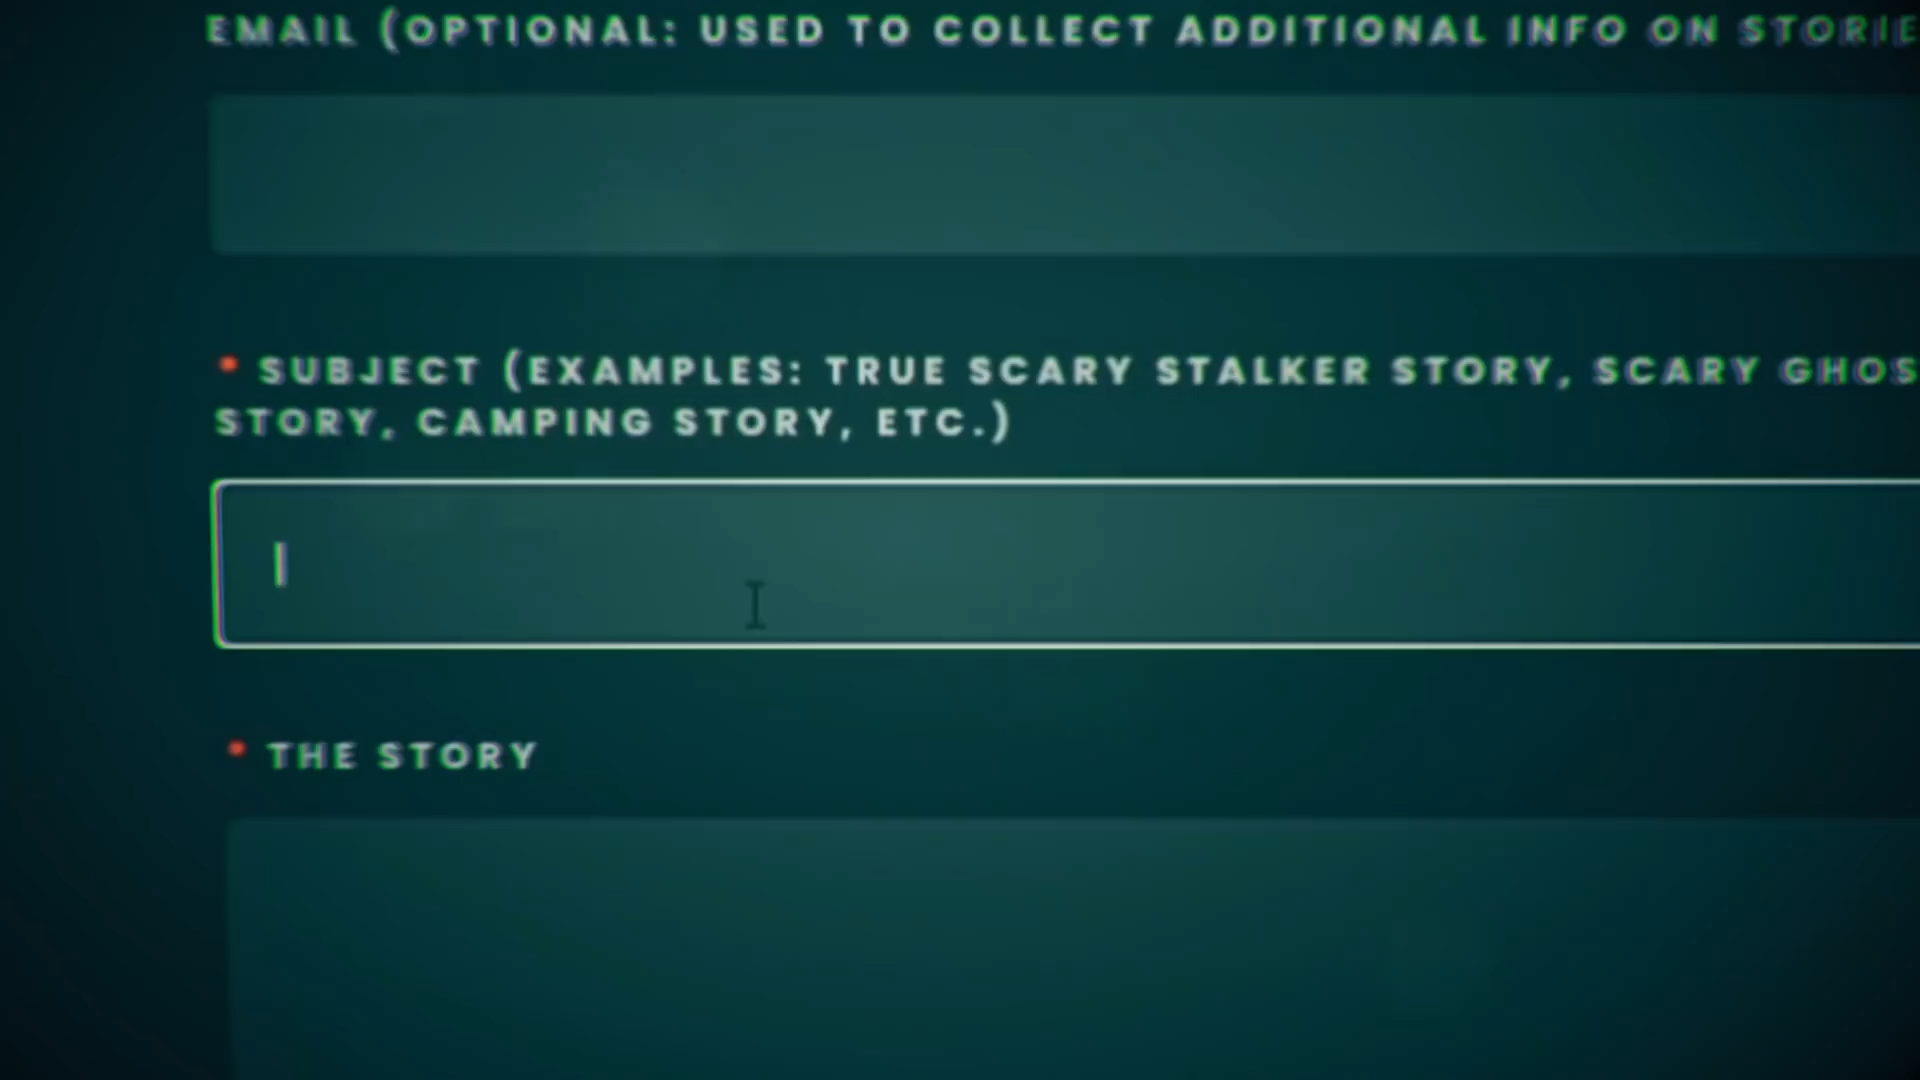 EMAIL (OPTIONAL: USED TO COLLECT ADDITIONAL INFO ON
* SUBJECT (EXAMPLES: TRUE SCARY STALKER STORY, SCARY
STORY, CAMPING STORY, ETC.)
* THE STORY